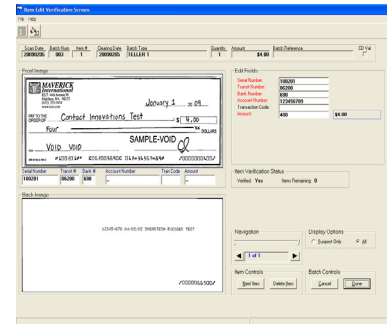 Item Edit Verification Screen
File Help
Scan Date Batch Num Item # Clearing Date Batch Type Quantity Amount Batch Reference CD Val
20090205 003 1 20090205 TELLER 1 1 $4.00
Front Image
MAVERICK
International
January 1 20 09
PAY TO THE
ORDER OF Contact Innovations Test $ 4.00
Four DOLLARS
SAMPLE-VOID
VOID VOID
Serial Number Transit # Bank # Account Number Tran Code Amount
100201 06200 690
Back Image
Edit Fields
Serial Number: 100201
Transit Number: 06200
Bank Number: 690
Account Number: 123456789
Transaction Code:
Amount: 400 $4.00
Item Verification Status
Verified Yes Items Remaining 0
Navigation
1 of 1
Display Options
Suspect Only All
Item Controls
Next Item Delete Item
Batch Controls
Cancel Done